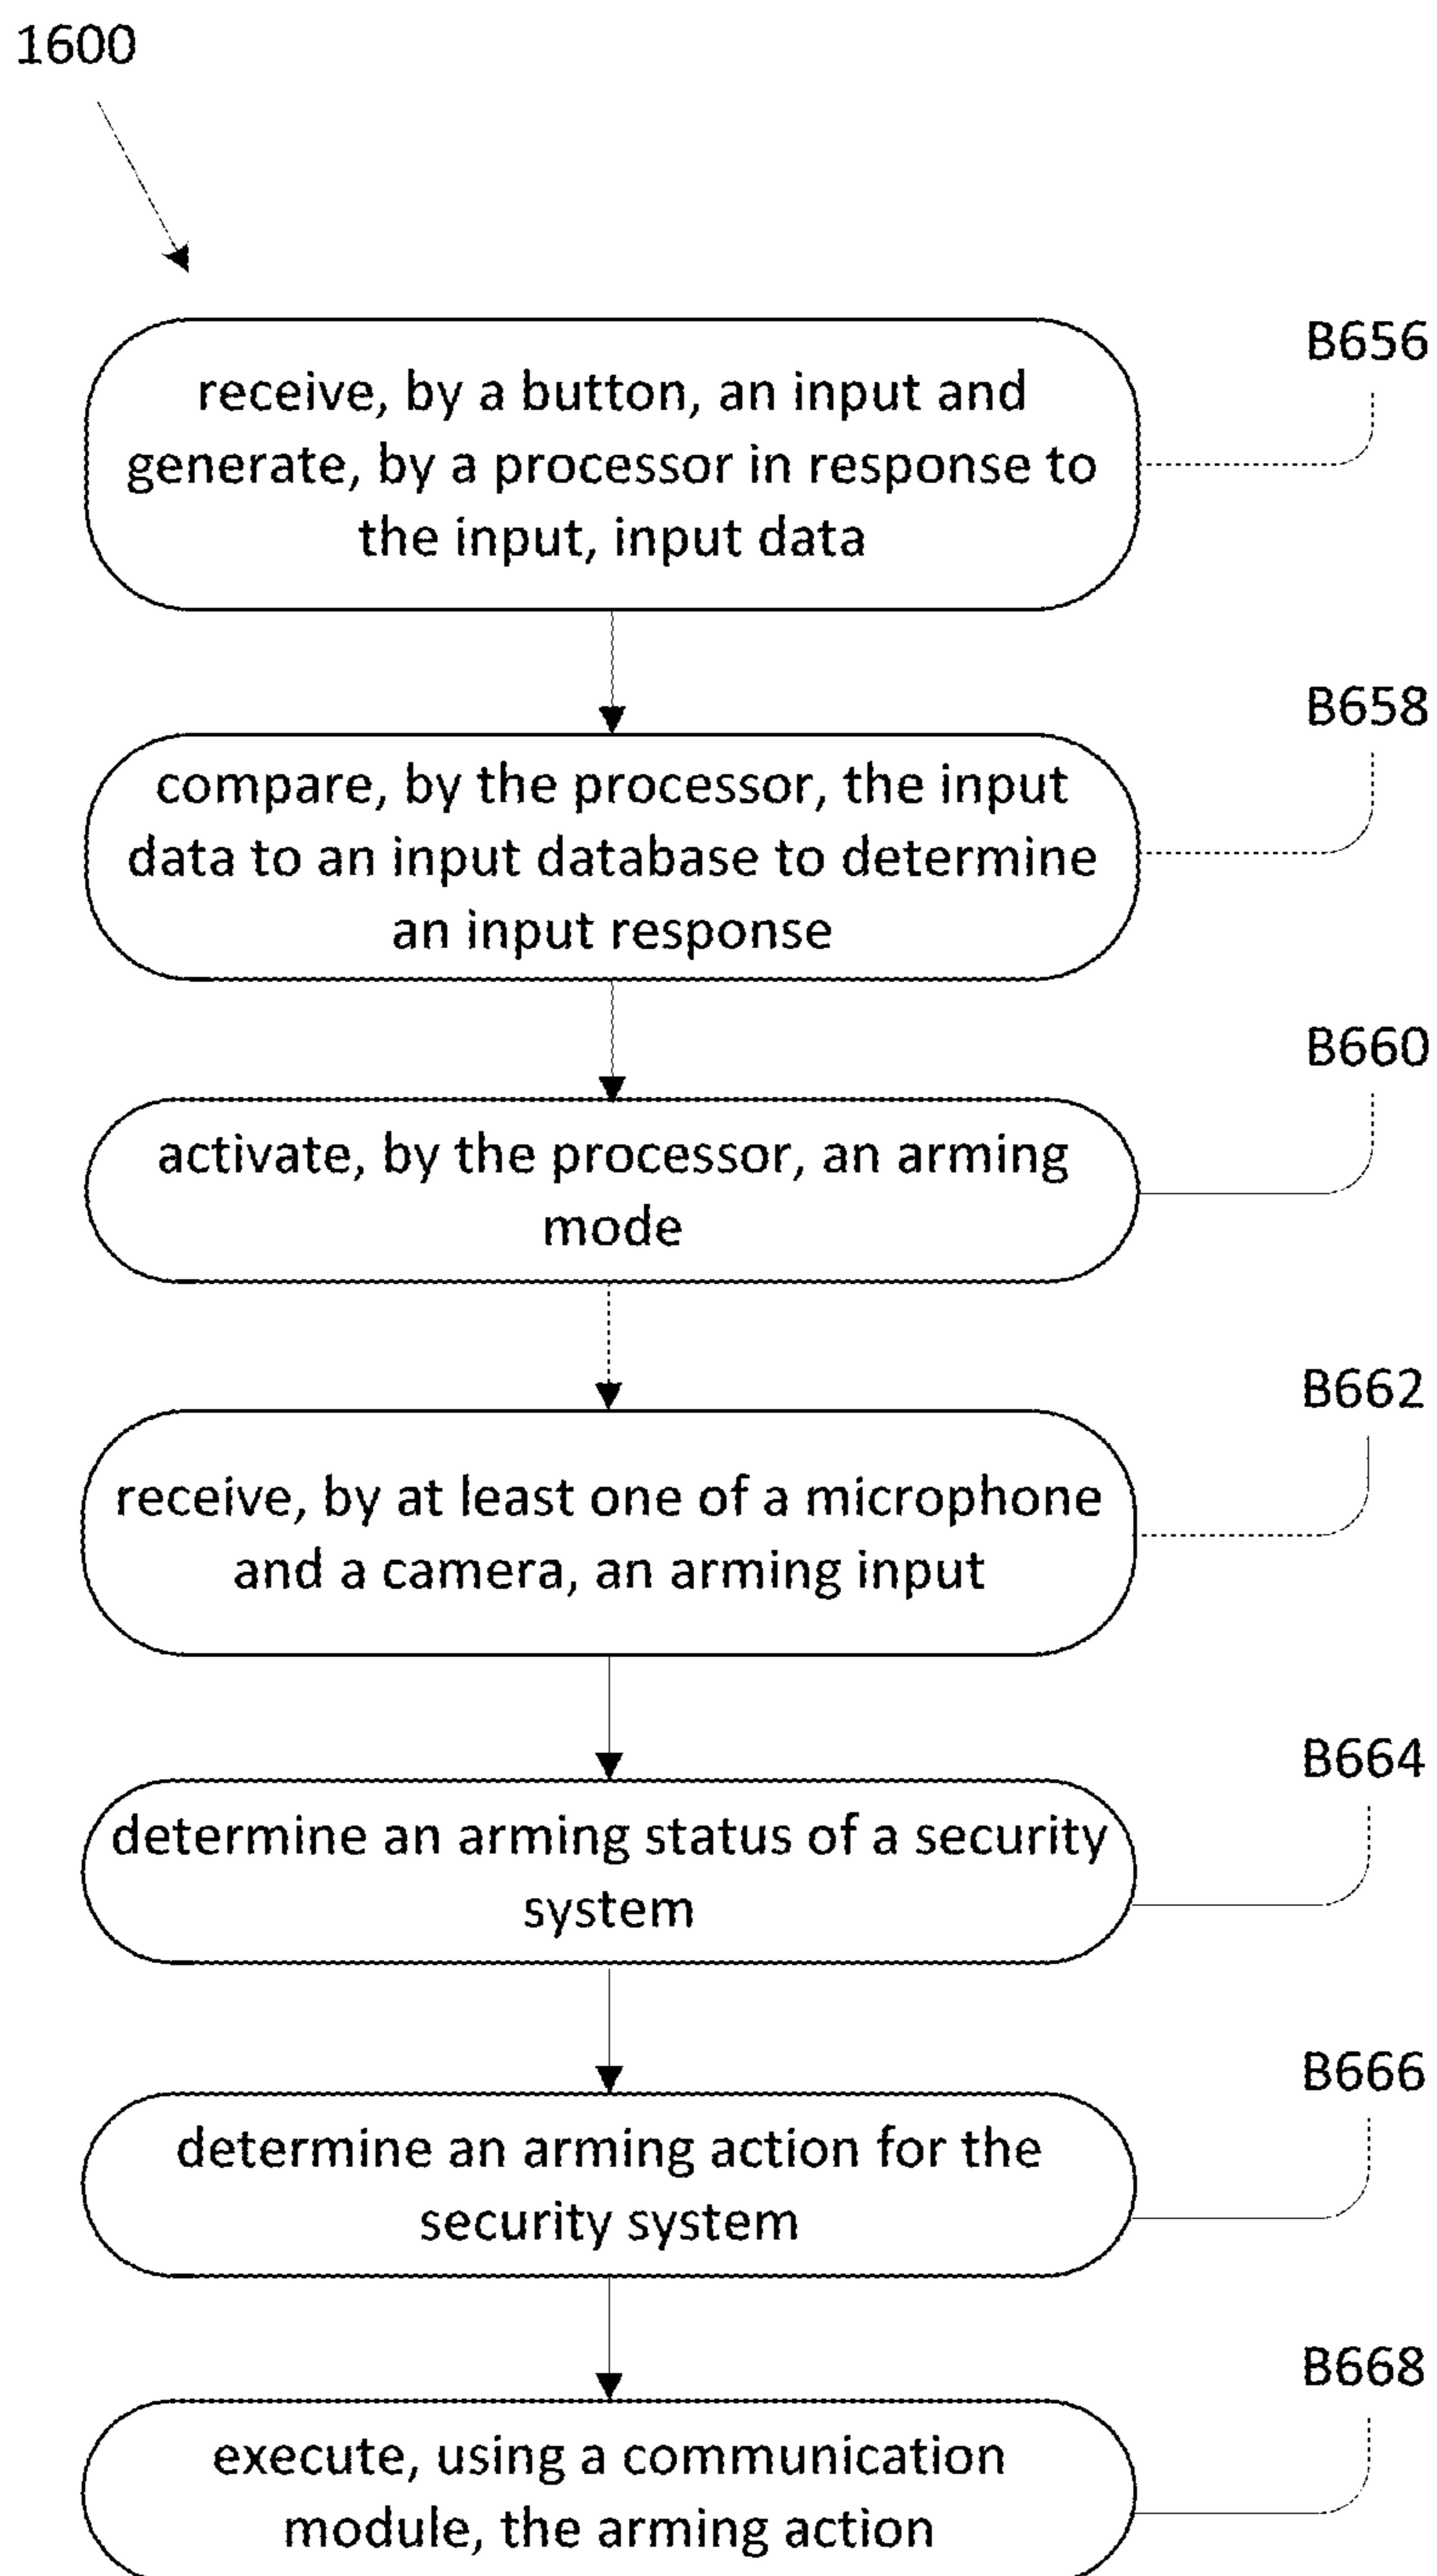 1600
B656
receive, by a button, an input and
generate, by a processor in response to
the input, input data
B658
compare, by the processor, the input
data to an input database to determine
an input response
B660
activate, by the processor, an arming
mode
B662
receive, by at least one of a microphone
and a camera, an arming input
B664
determine an arming status of a security
system
B666
determine an arming action for the
security system
B668
execute, using a communication
module, the arming action